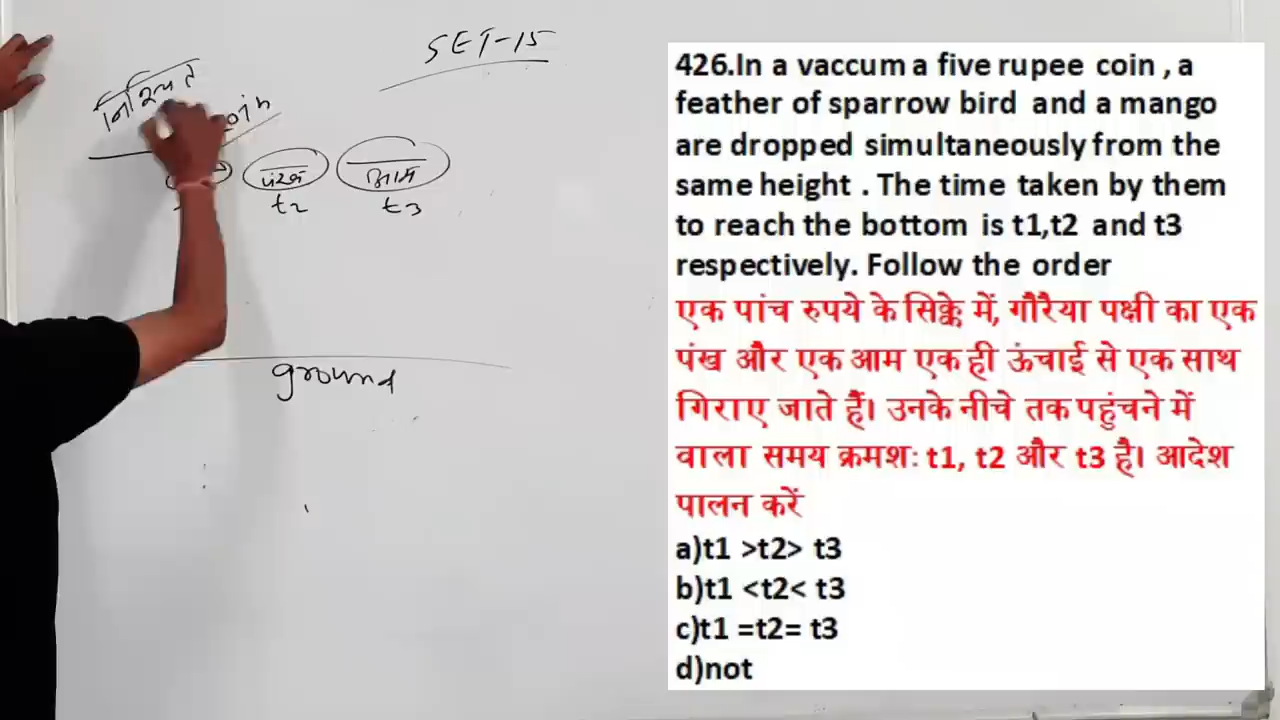 SET-15
निश्चयत
oin
पंख
आम
t2
t3
ground
426.In a vaccum a five rupee coin , a
feather of sparrow bird and a mango
are dropped simultaneously from the
same height . The time taken by them
to reach the bottom is t1,t2 and t3
respectively. Follow the order
एक पांच रुपये के सिक्के में, गौरैया पक्षी का एक
पंख और एक आम एक ही ऊंचाई से एक साथ
गिराए जाते हैं। उनके नीचे तक पहुंचने में
वाला समय क्रमशः t1, t2 और t3 है। आदेश
पालन करें
a)t1 >t2> t3
b)t1 <t2< t3
c)t1 =t2= t3
d)not